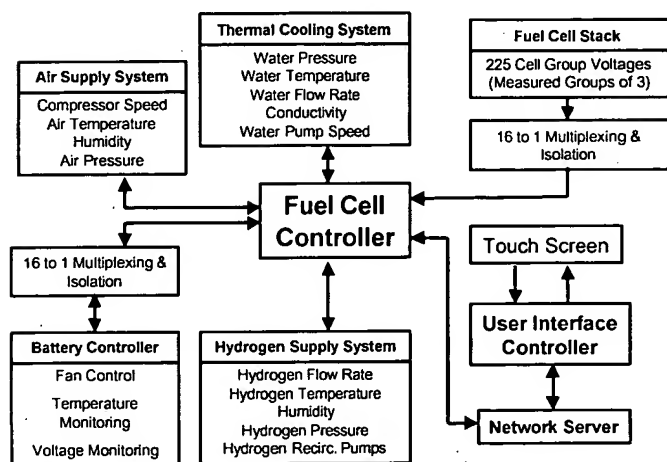 Thermal Cooling System
Water Pressure
Water Temperature
Water Flow Rate
Conductivity
Water Pump Speed
Fuel Cell Stack
225 Cell Group Voltages
(Measured Groups of 3)
Air Supply System
Compressor Speed
Air Temperature
Humidity
Air Pressure
16 to 1 Multiplexing &
Isolation
Fuel Cell
Controller
16 to 1 Multiplexing &
Isolation
Touch Screen
User Interface
Controller
Network Server
Battery Controller
Fan Control
Temperature
Monitoring
Voltage Monitoring
Hydrogen Supply System
Hydrogen Flow Rate
Hydrogen Temperature
Humidity
Hydrogen Pressure
Hydrogen Recirc. Pumps